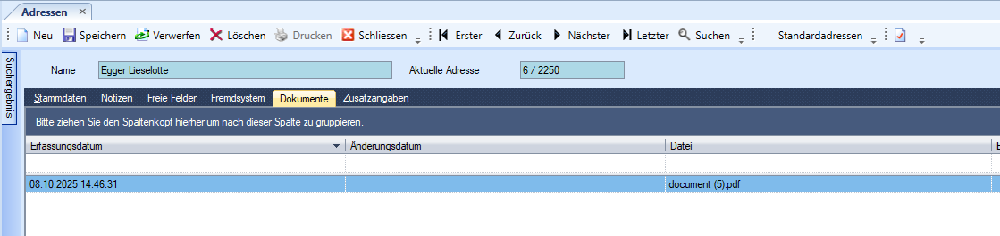 Adressen
Neu Speichern Verwerfen Löschen Drucken Schliessen Erster Zurück Nächster Letzter Suchen Standardadressen
Suchergebnis
Name Egger Lieselotte Aktuelle Adresse 6 / 2250
Stammdaten Notizen Freie Felder Fremdsystem Dokumente Zusatzangaben
Bitte ziehen Sie den Spaltenkopf hierher um nach dieser Spalte zu gruppieren.
Erfassungsdatum Änderungsdatum Datei
08.10.2025 14:46:31 document (5).pdf